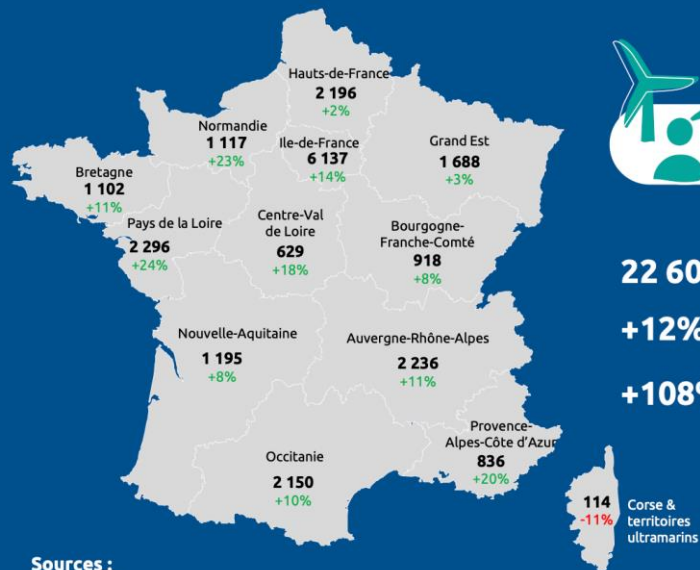 Hauts-de-France
2 196
+2%
Normandie
1 117
+23%
Ile-de-France
6 137
+14%
Grand Est
1 688
+3%
Bretagne
1 102
+11%
Pays de la Loire
2 296
+24%
Centre-Val
de Loire
629
+18%
Bourgogne-
Franche-Comté
918
+8%
22 60
+12%
+108%
Nouvelle-Aquitaine
1 195
+8%
Auvergne-Rhône-Alpes
2 236
+11%
Occitanie
2 150
+10%
Provence-
Alpes-Côte d'Azur
836
+20%
114
-11%
Corse &
territoires
ultramarins
Sources :